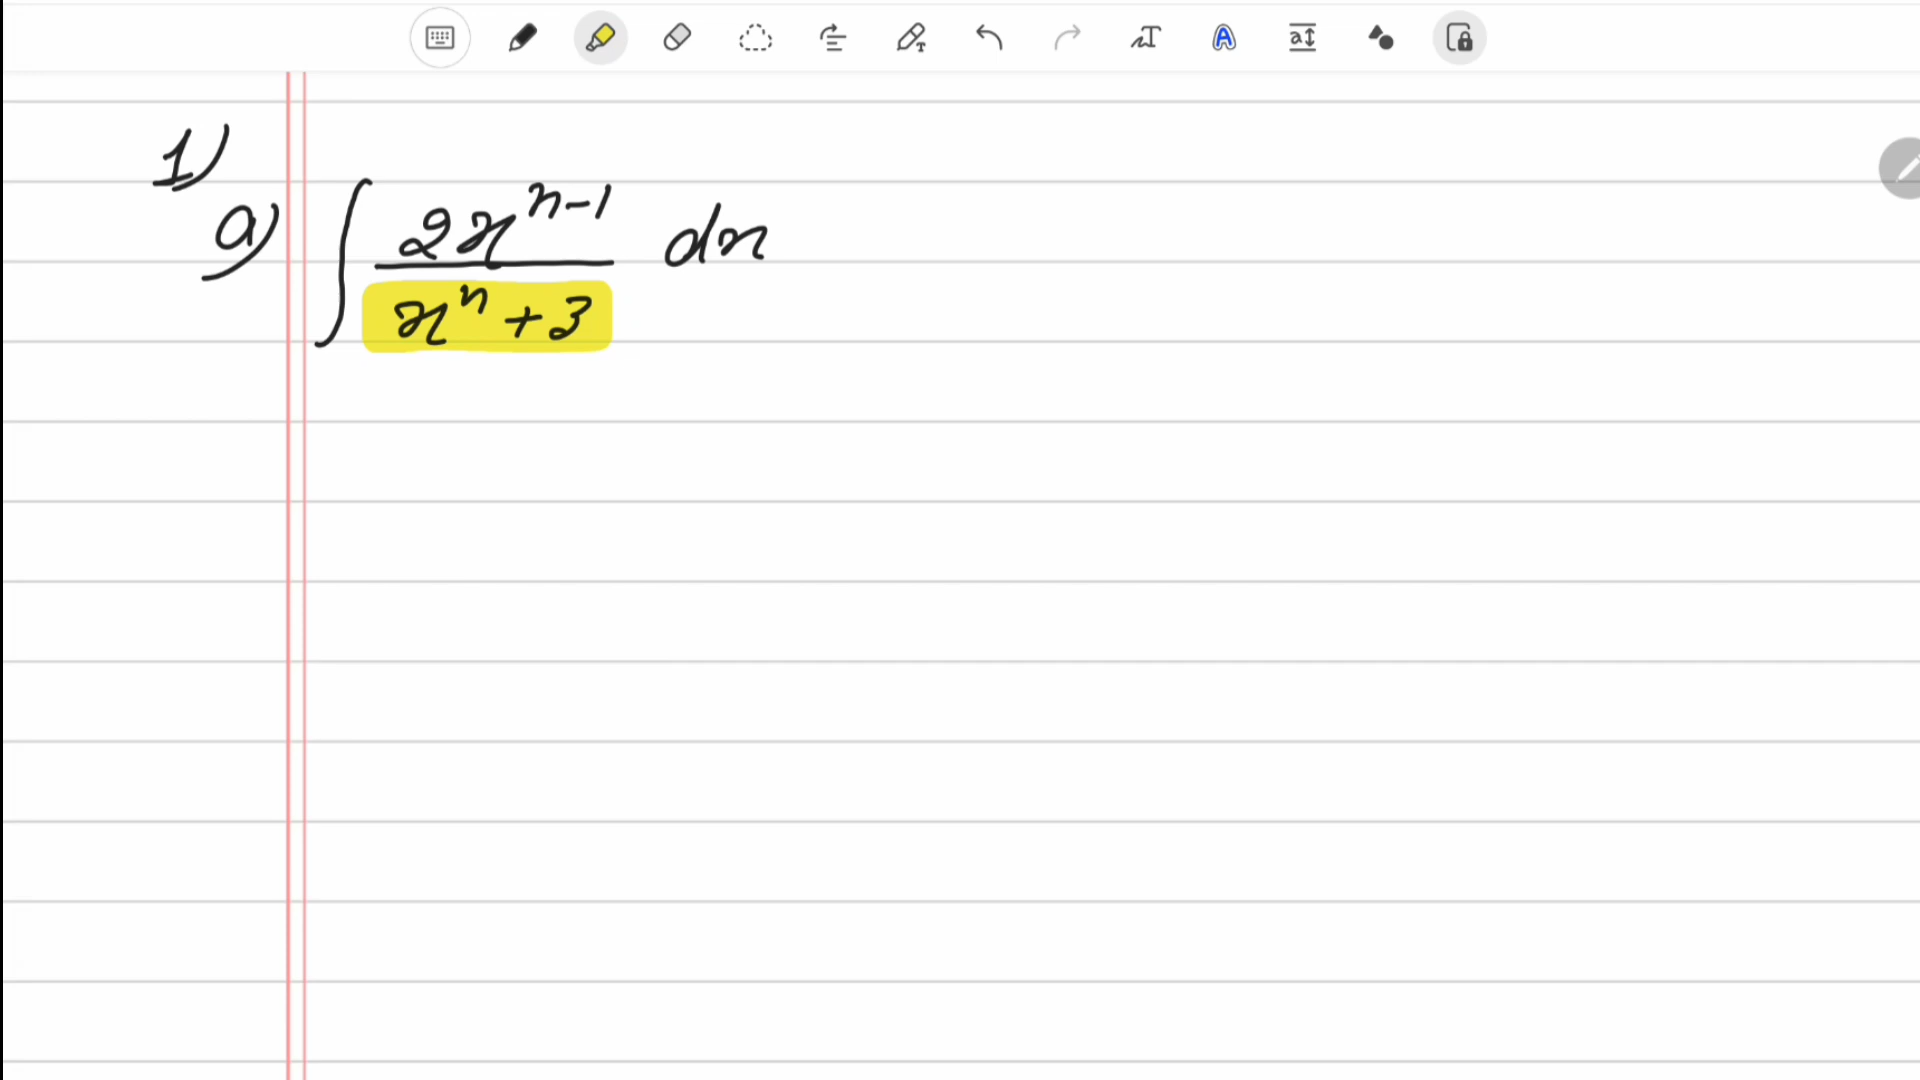 1)
a) ∫ 2x^{n-1} / x^n + 3 dx